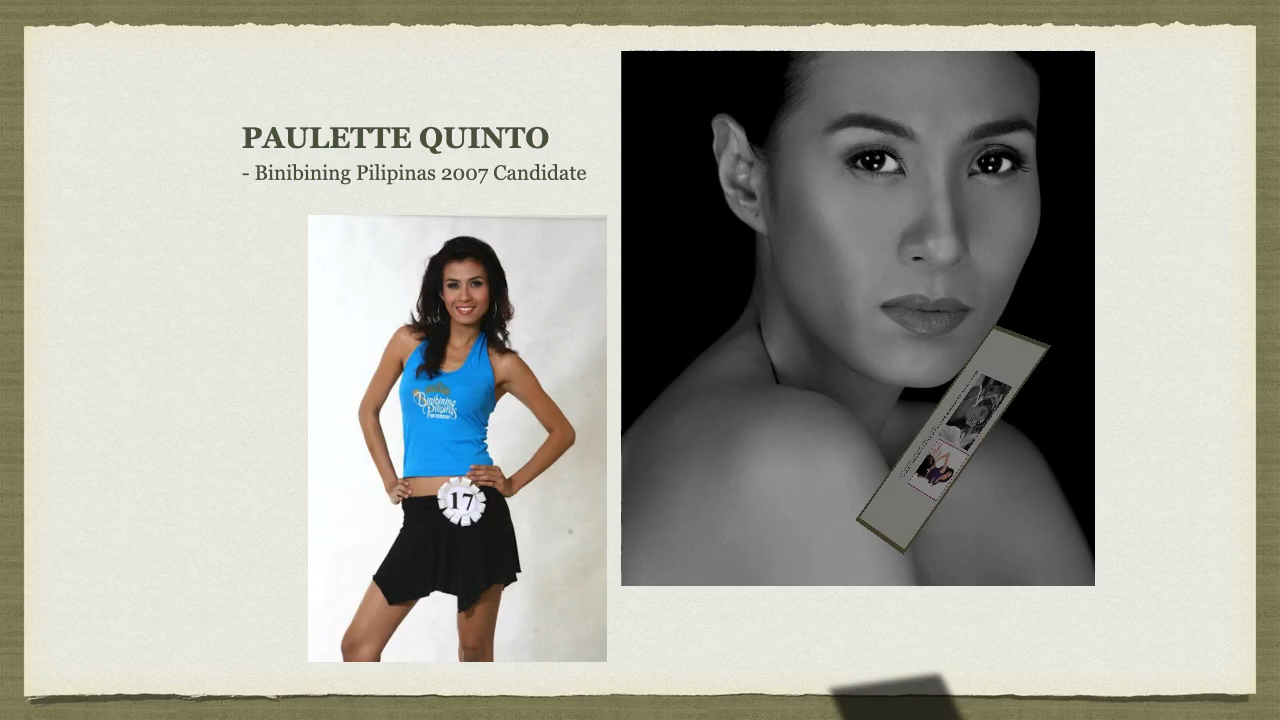 PAULETTE QUINTO
- Binibining Pilipinas 2007 Candidate
Binibining
Pilipinas
17